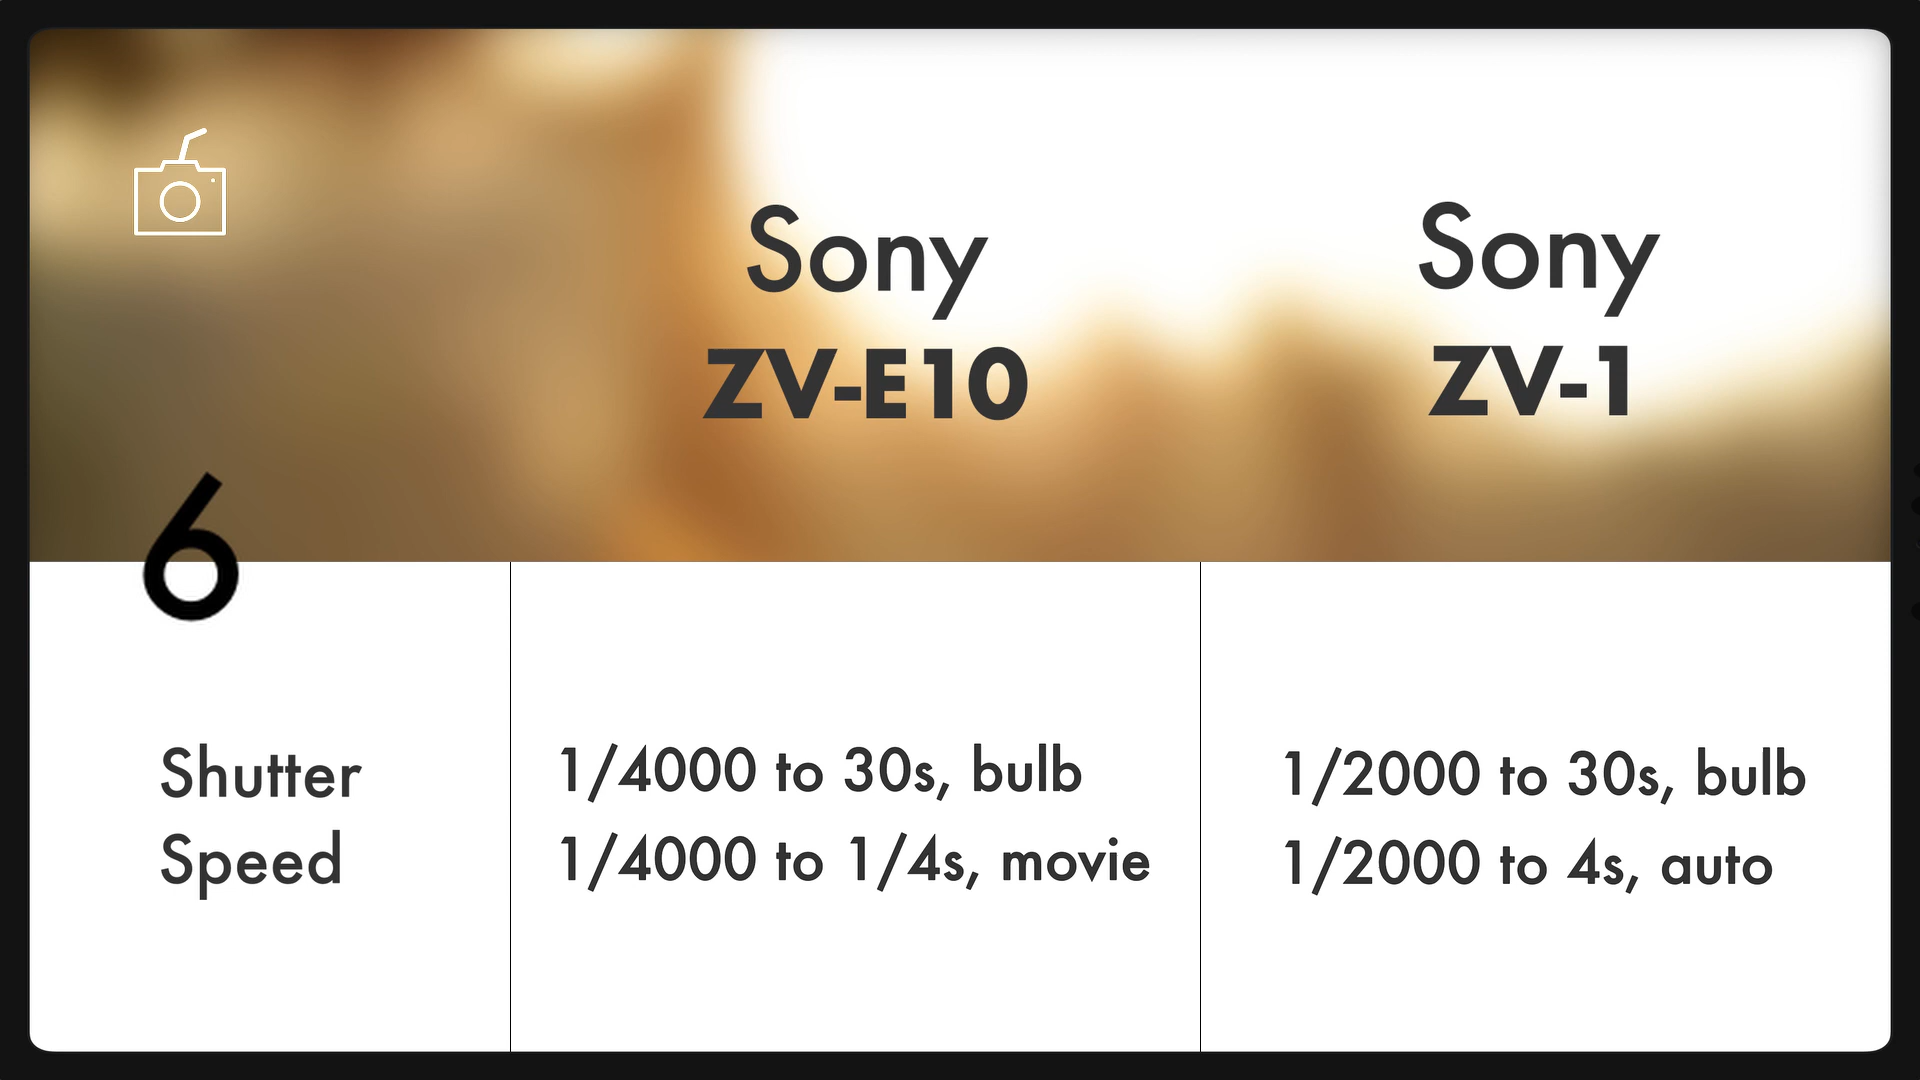 Sony
ZV-E10
Sony
ZV-1
6
Shutter
Speed
1/4000 to 30s, bulb
1/4000 to 1/4s, movie
1/2000 to 30s, bulb
1/2000 to 4s, auto